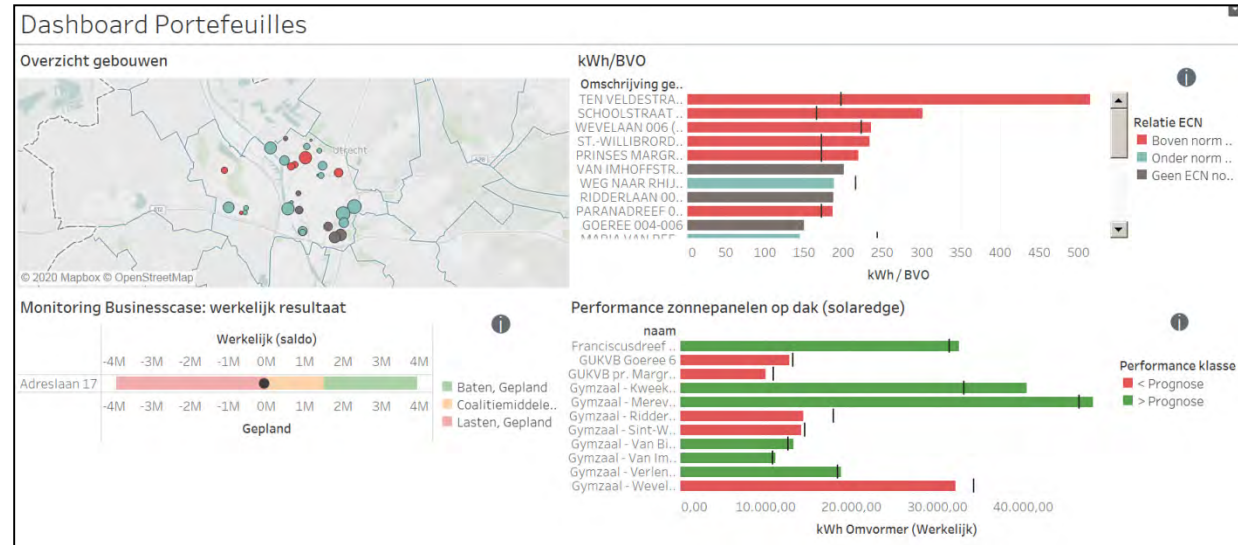 Dashboard Portefeuilles
Overzicht gebouwen
utrecht
© 2020 Mapbox © OpenStreetMap
kWh/BVO
Omschrijving ge..
TEN VELDESTRA..
SCHOOLSTRAAT ..
WEVELAAN 006 (..
ST.-WILLIBRORD..
PRINSES MARGR..
VAN IMHOFFSTR..
WEG NAAR RHIJ..
RIDDERLAAN 00..
PARANADREEF 0..
GOEREE 004-006
0 50 100 150 200 250 300 350 400 450 500
kWh / BVO
Relatie ECN
Boven norm ..
Onder norm ..
Geen ECN no..
Monitoring Businesscase: werkelijk resultaat
Werkelijk (saldo)
-4M -3M -2M -1M 0M 1M 2M 3M 4M
Adreslaan 17
-4M -3M -2M -1M 0M 1M 2M 3M 4M
Gepland
Baten, Gepland
Coalitiemiddele..
Lasten, Gepland
Performance zonnepanelen op dak (solaredge)
naam
Franciscusdreef ..
GUKVB Goeree 6
GUKVB pr. Margr..
Gymzaal - Kweek..
Gymzaal - Merev..
Gymzaal - Ridder..
Gymzaal - Sint-W..
Gymzaal - Van Bi..
Gymzaal - Van Im..
Gymzaal - Verlen..
Gymzaal - Wevel..
0,00 10.000,00 20.000,00 30.000,00 40.000,00
kWh Omvormer (Werkelijk)
Performance klasse
< Prognose
> Prognose